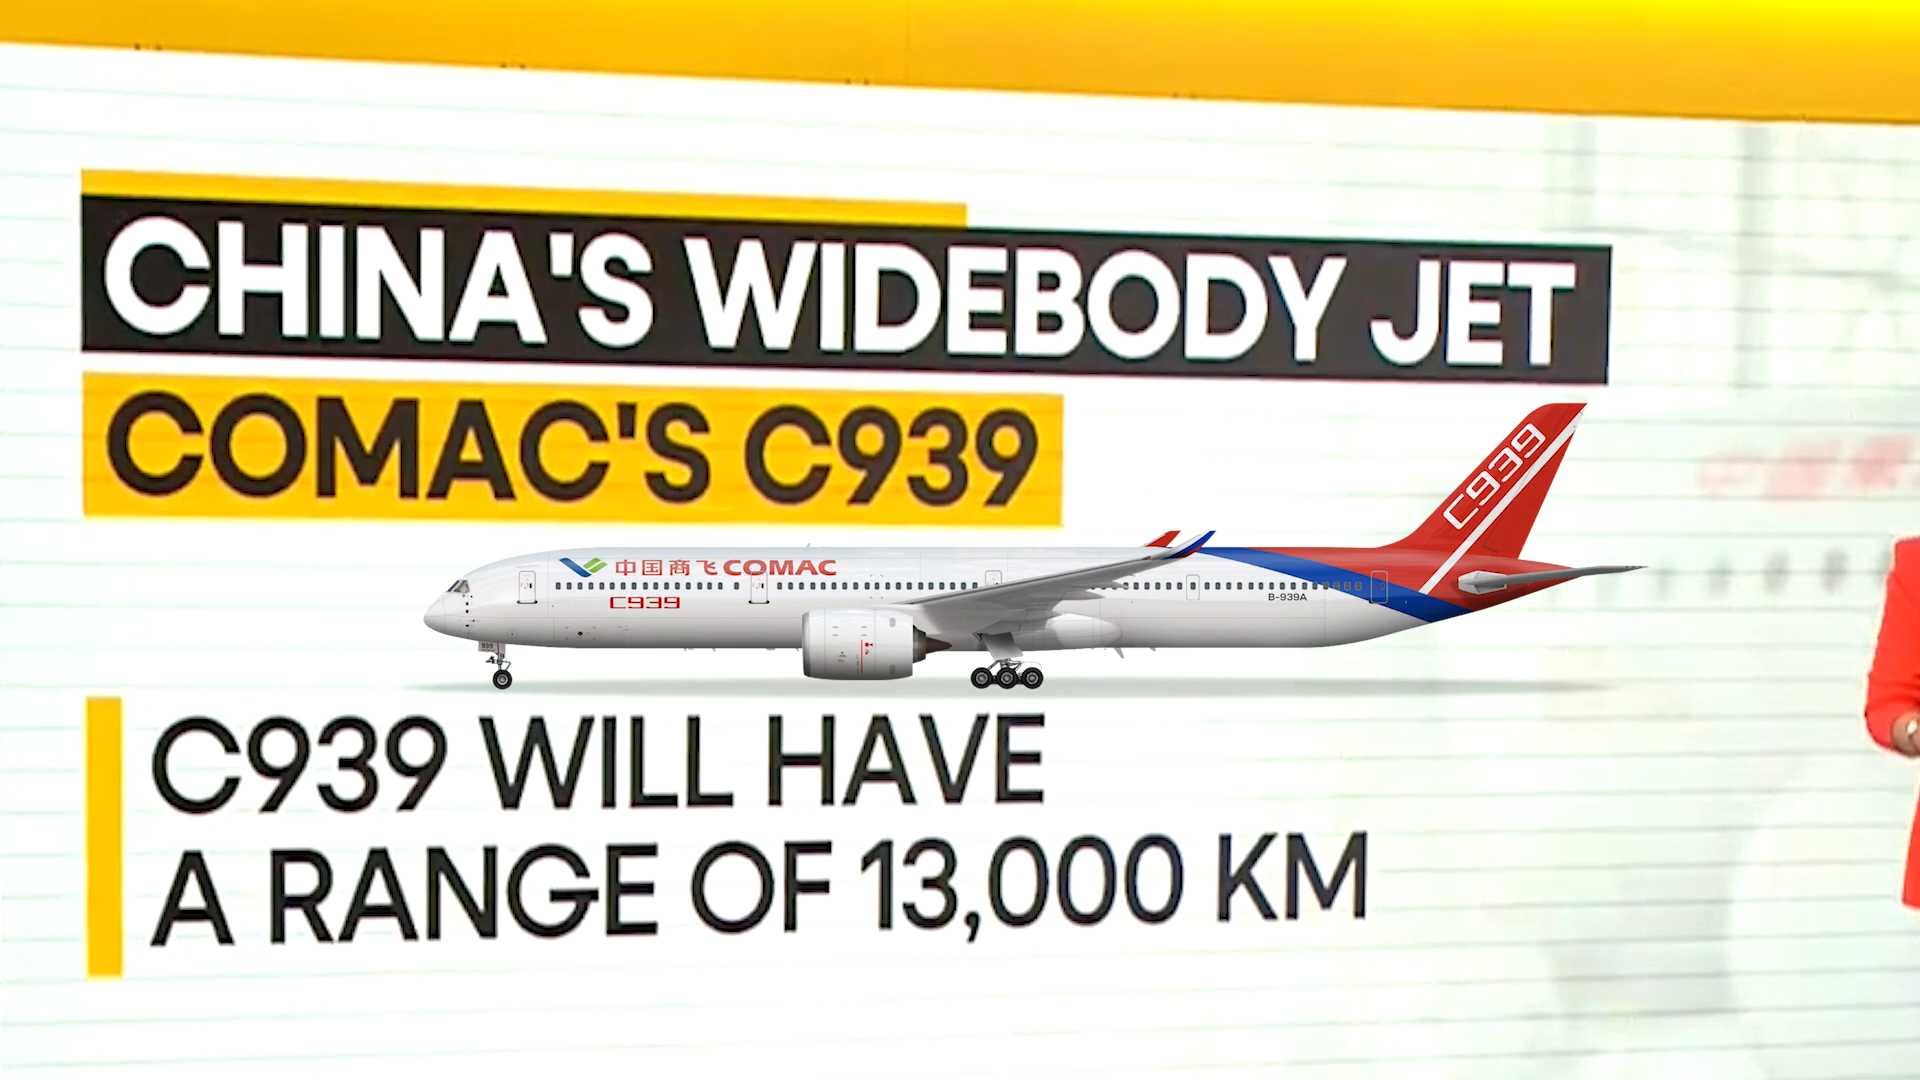 CHINA'S WIDEBODY JET
COMAC'S C939
C939
中国商飞COMAC
C939
B-939A
939
C939 WILL HAVE
A RANGE OF 13,000 KM